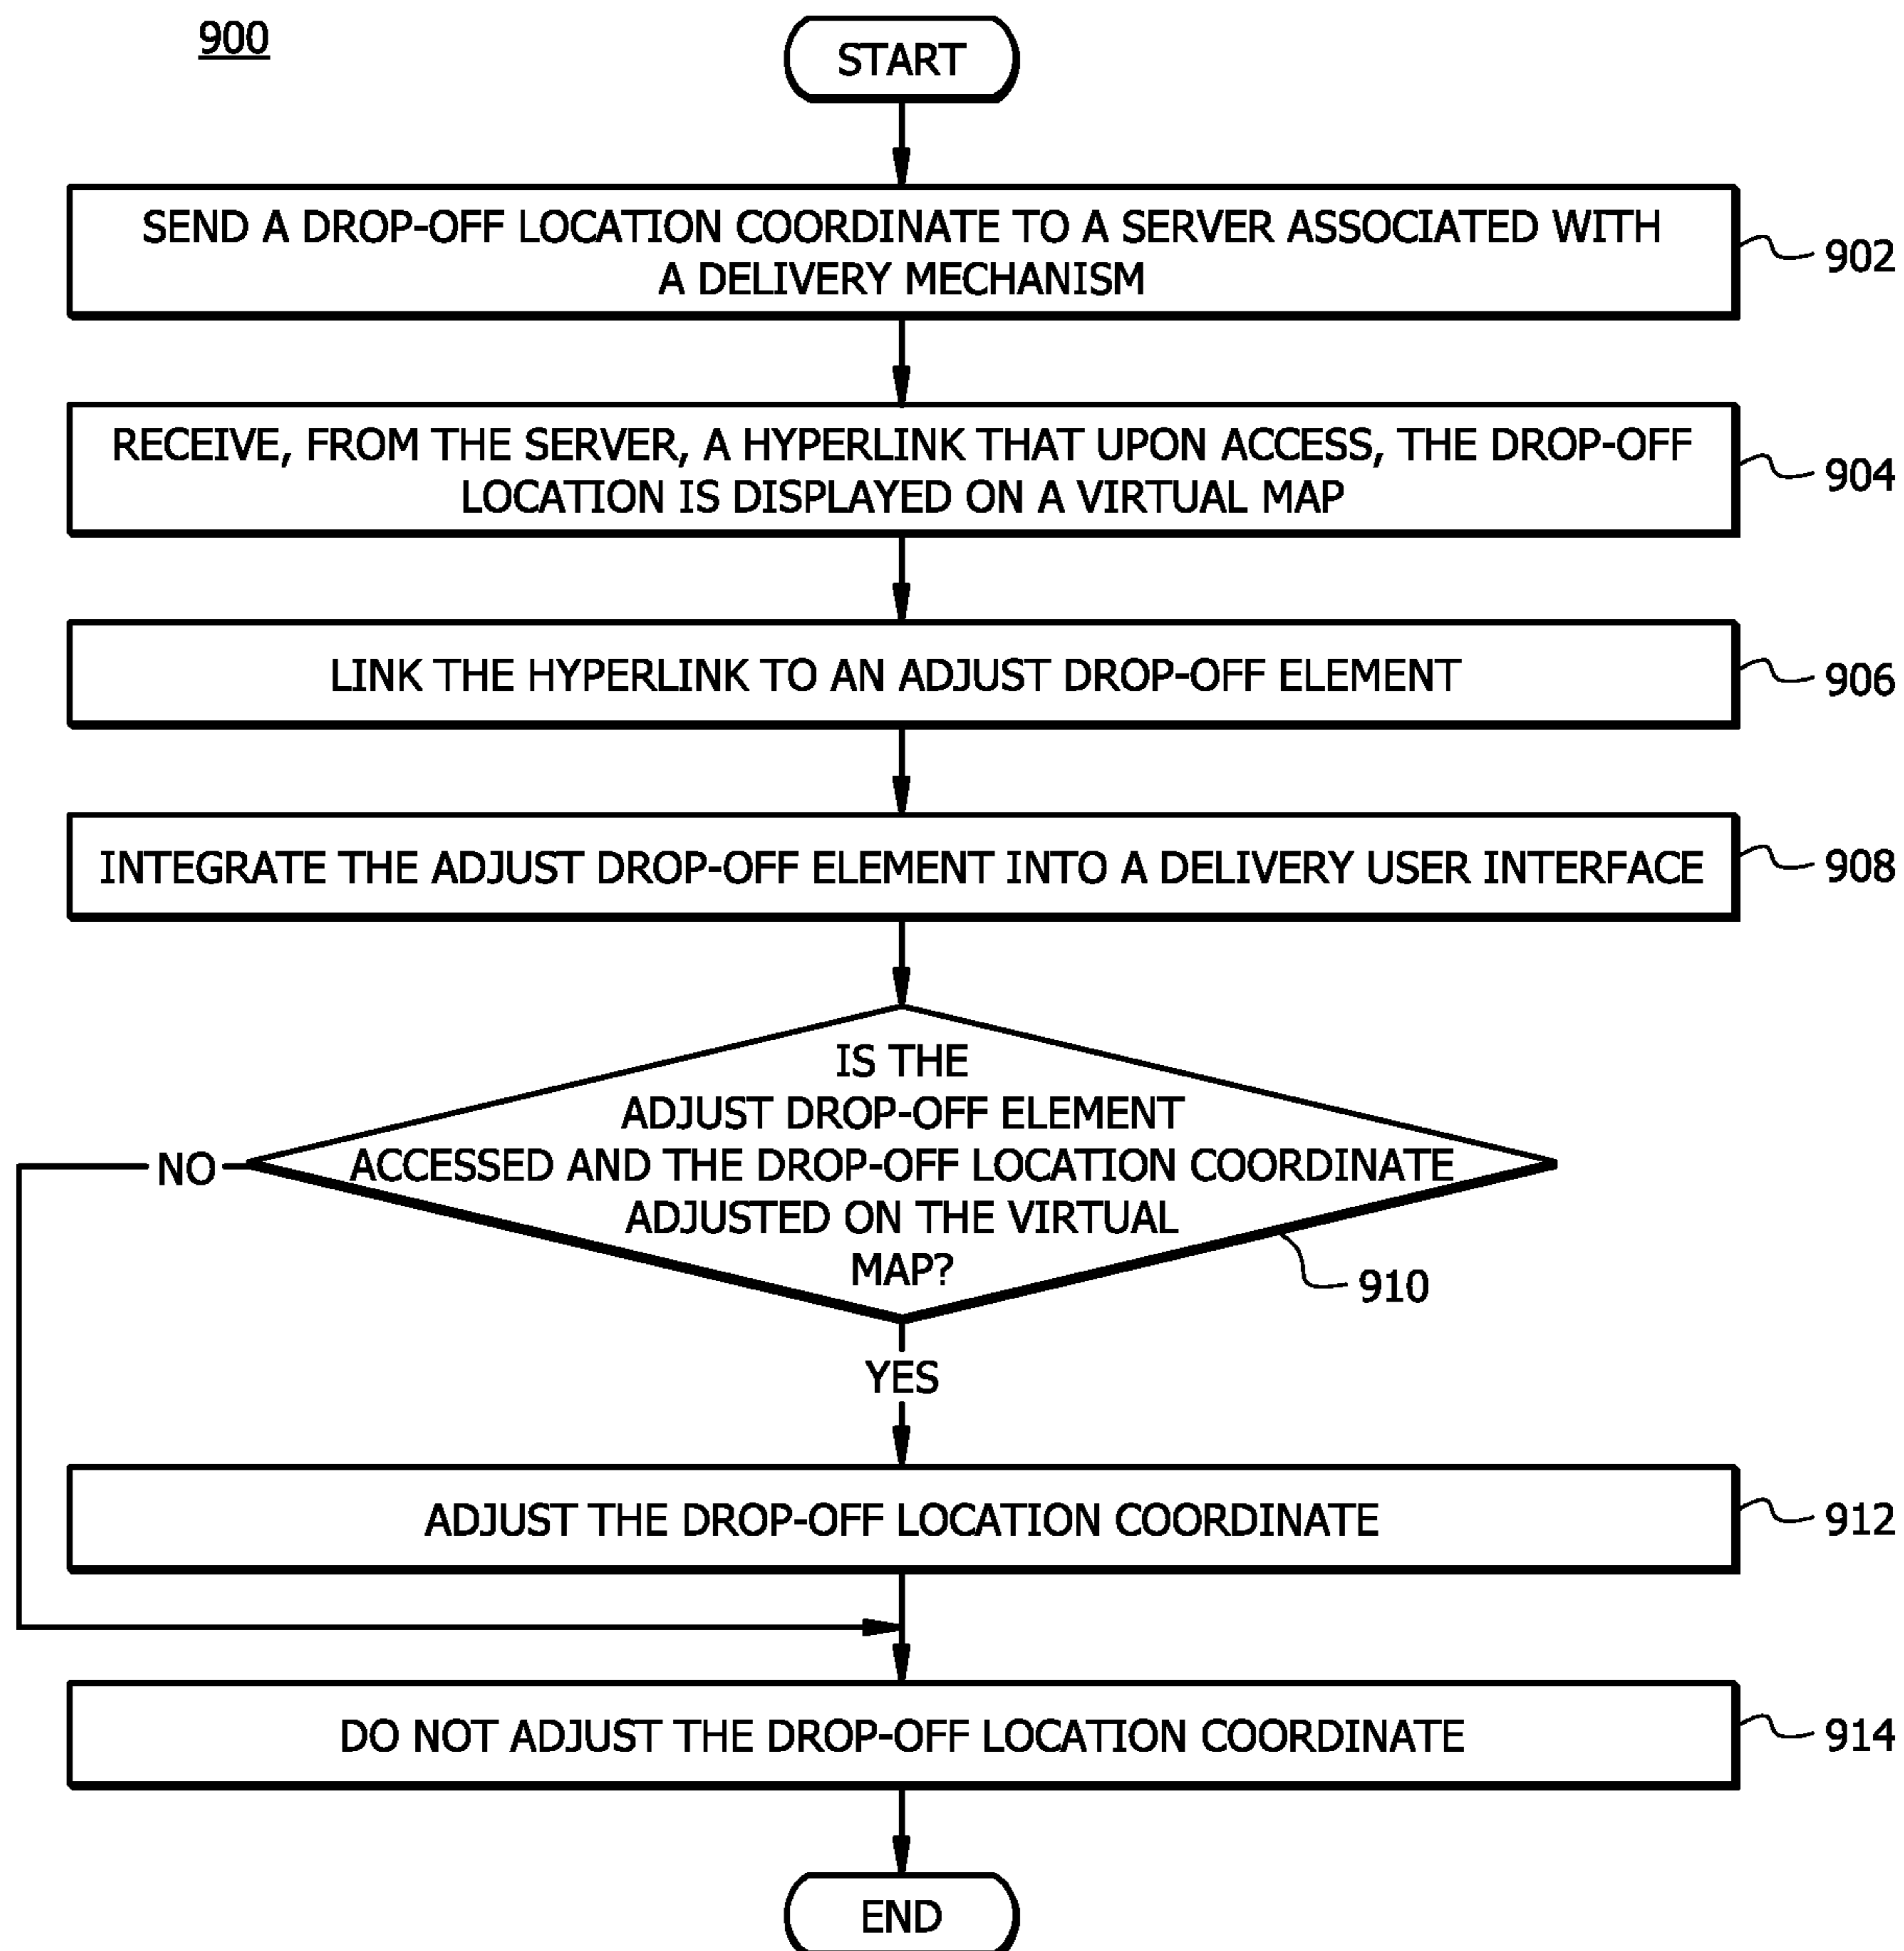 900
START
SEND A DROP-OFF LOCATION COORDINATE TO A SERVER ASSOCIATED WITH
A DELIVERY MECHANISM
902
RECEIVE, FROM THE SERVER, A HYPERLINK THAT UPON ACCESS, THE DROP-OFF
LOCATION IS DISPLAYED ON A VIRTUAL MAP
904
LINK THE HYPERLINK TO AN ADJUST DROP-OFF ELEMENT
906
INTEGRATE THE ADJUST DROP-OFF ELEMENT INTO A DELIVERY USER INTERFACE
908
IS THE
ADJUST DROP-OFF ELEMENT
ACCESSED AND THE DROP-OFF LOCATION COORDINATE
ADJUSTED ON THE VIRTUAL
MAP?
NO
910
YES
ADJUST THE DROP-OFF LOCATION COORDINATE
912
DO NOT ADJUST THE DROP-OFF LOCATION COORDINATE
914
END